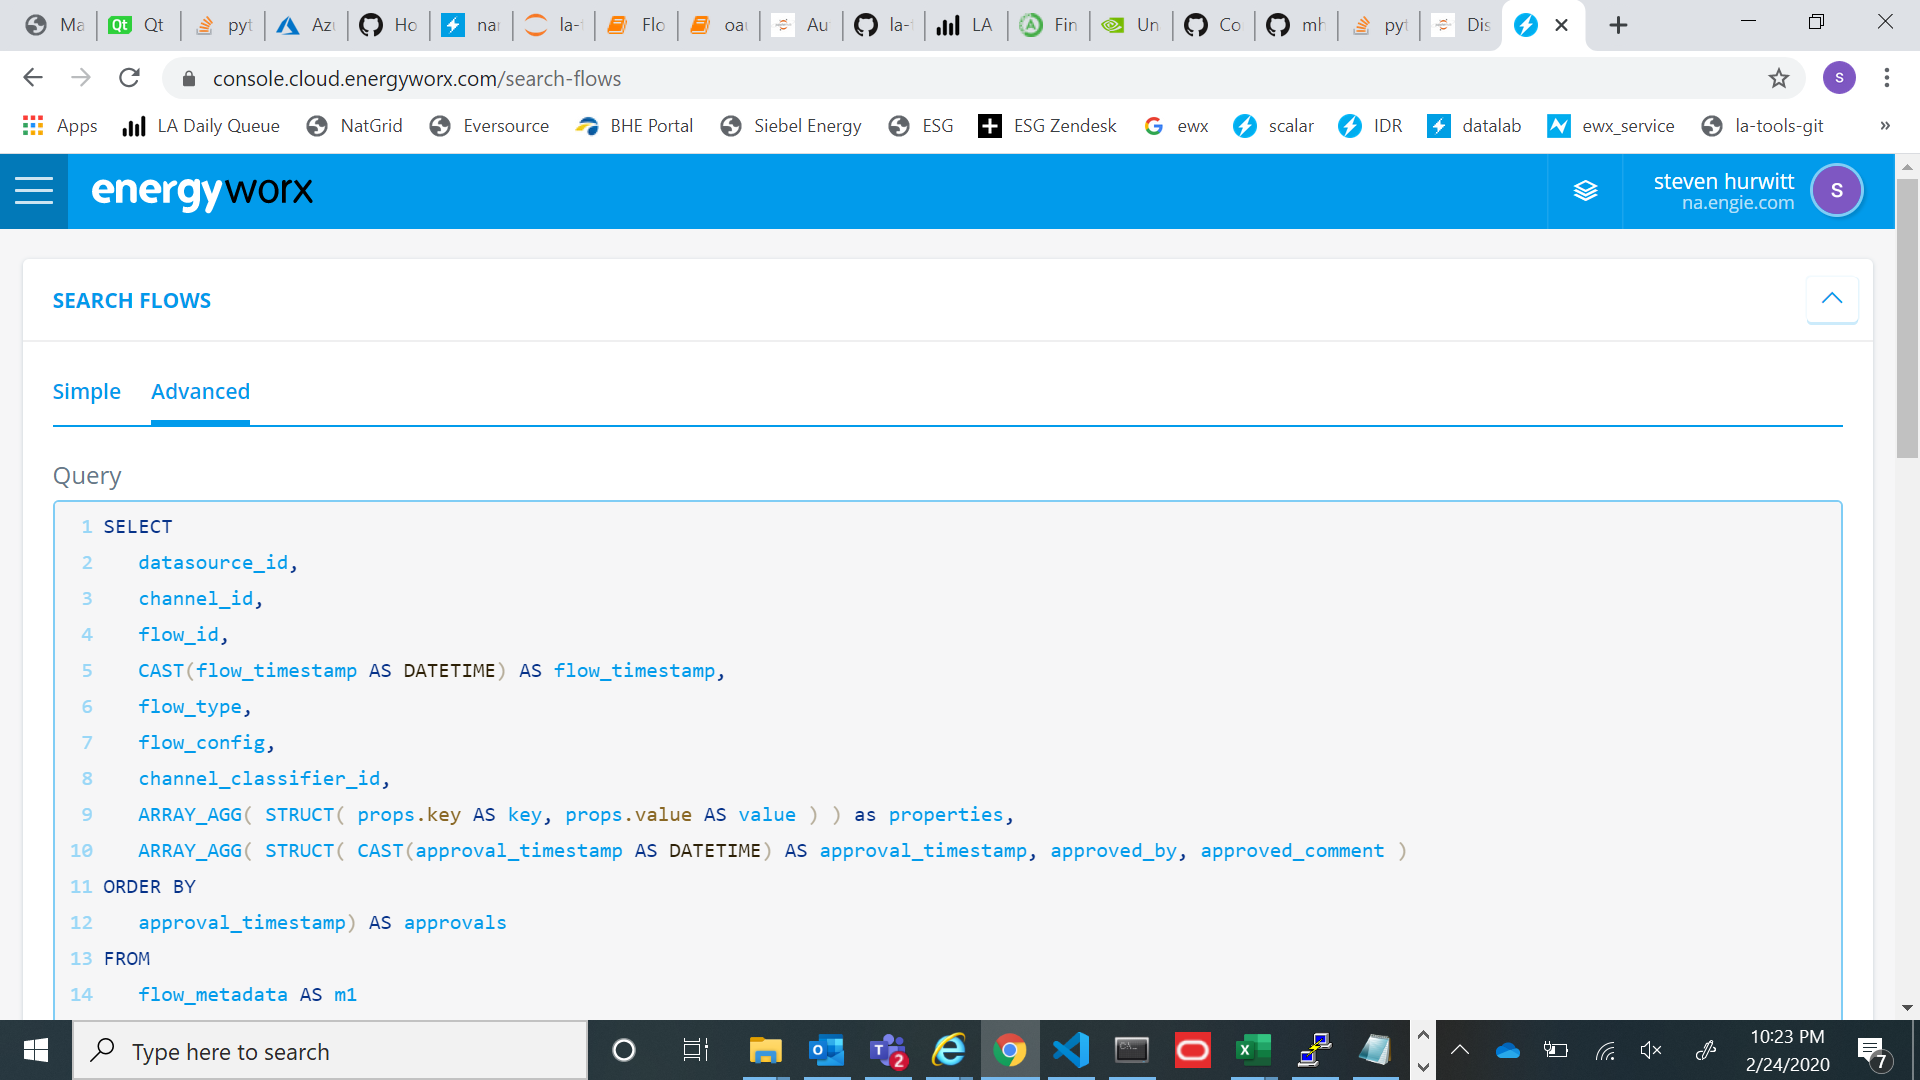 Ma
Qt Qt
pyt
Azu
Ho
nar
la-t
Flo
oau
Au
la-t
LA
Fin
Un
Co
mh
pyt
Dis
console.cloud.energyworx.com/search-flows
S
Apps
LA Daily Queue
NatGrid
Eversource
BHE Portal
Siebel Energy
ESG
ESG Zendesk
ewx
scalar
IDR
datalab
ewx_service
la-tools-git
»
energyworx
steven hurwitt
na.engie.com
S
SEARCH FLOWS
Simple Advanced
Query
1 SELECT
2 datasource_id,
3 channel_id,
4 flow_id,
5 CAST(flow_timestamp AS DATETIME) AS flow_timestamp,
6 flow_type,
7 flow_config,
8 channel_classifier_id,
9 ARRAY_AGG( STRUCT( props.key AS key, props.value AS value ) ) as properties,
10 ARRAY_AGG( STRUCT( CAST(approval_timestamp AS DATETIME) AS approval_timestamp, approved_by, approved_comment )
11 ORDER BY
12 approval_timestamp) AS approvals
13 FROM
14 flow_metadata AS m1
Type here to search
2
10:23 PM
2/24/2020
7